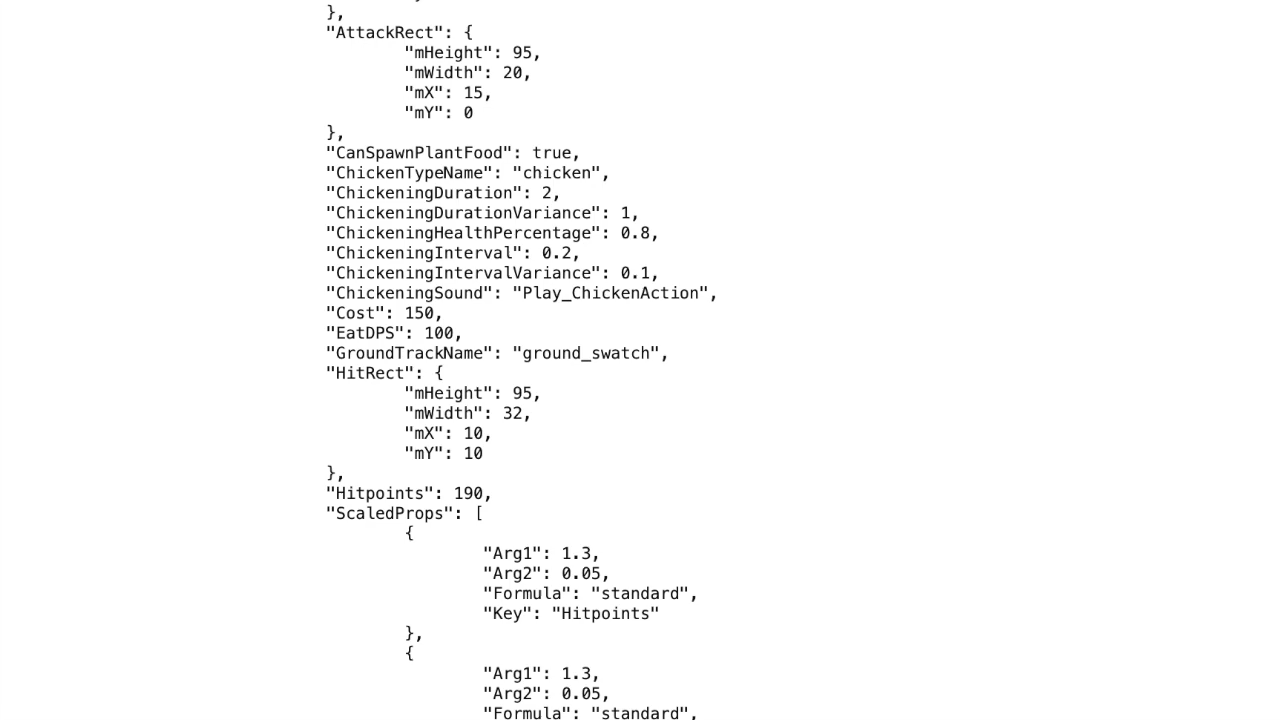 },
"AttackRect": {
"mHeight": 95,
"mWidth": 20,
"mX": 15,
"mY": 0
},
"CanSpawnPlantFood": true,
"ChickenTypeName": "chicken",
"ChickeningDuration": 2,
"ChickeningDurationVariance": 1,
"ChickeningHealthPercentage": 0.8,
"ChickeningInterval": 0.2,
"ChickeningIntervalVariance": 0.1,
"ChickeningSound": "Play_ChickenAction",
"Cost": 150,
"EatDPS": 100,
"GroundTrackName": "ground_swatch",
"HitRect": {
"mHeight": 95,
"mWidth": 32,
"mX": 10,
"mY": 10
},
"Hitpoints": 190,
"ScaledProps": [
{
"Arg1": 1.3,
"Arg2": 0.05,
"Formula": "standard",
"Key": "Hitpoints"
},
{
"Arg1": 1.3,
"Arg2": 0.05,
"Formula": "standard",